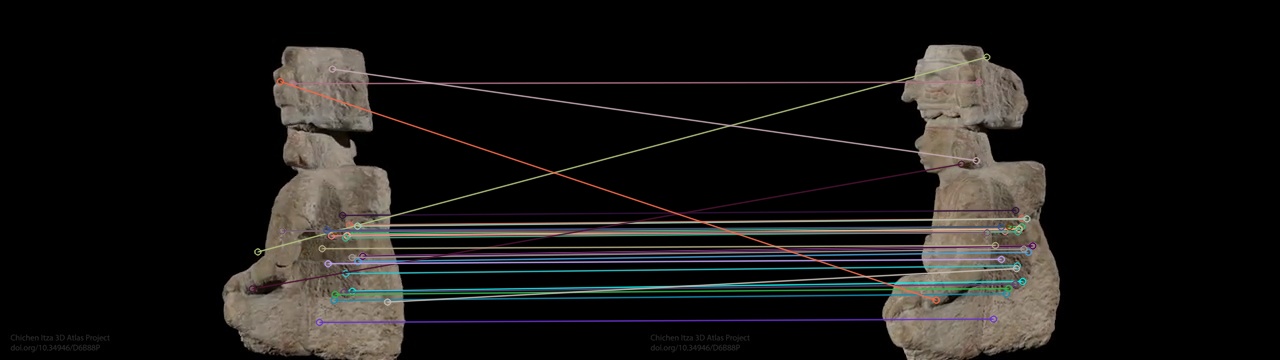 Chichen Itza 3D Atlas Project
doi.org/10.34946/D6B88P
Chichen Itza 3D Atlas Project
doi.org/10.34946/D6B88P